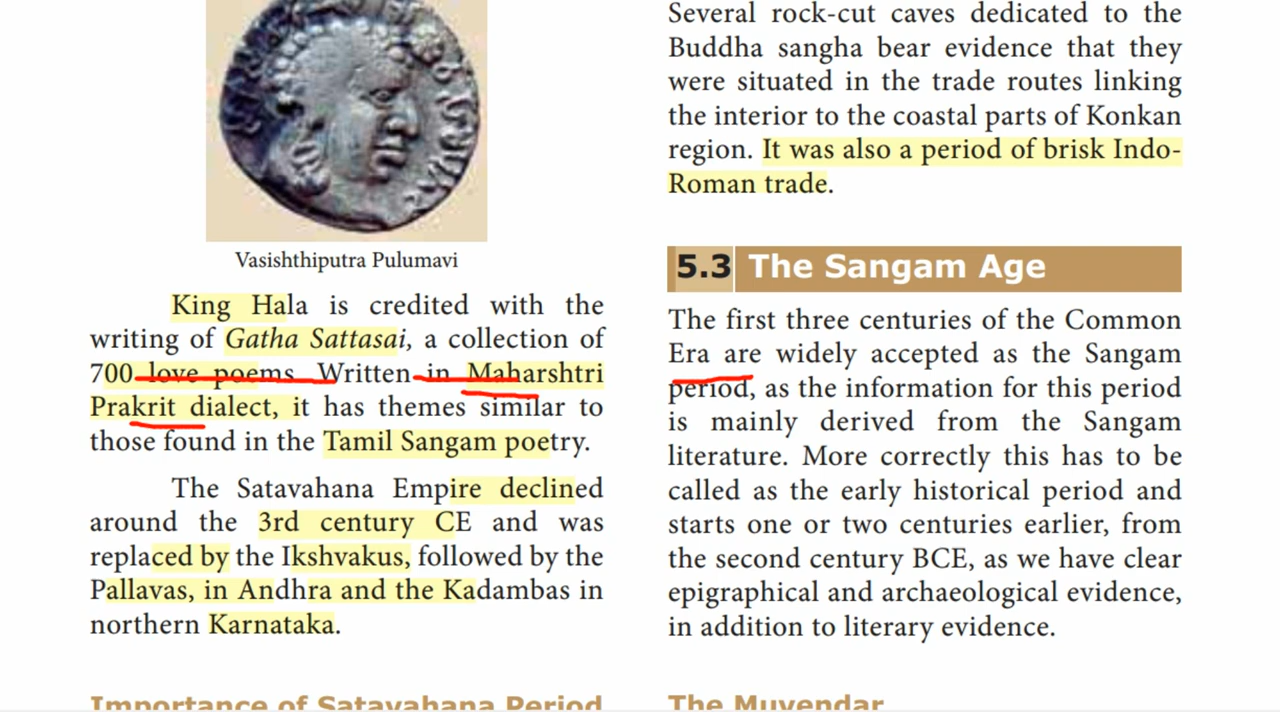 Vasishthiputra Pulumavi
King Hala is credited with the
writing of Gatha Sattasai, a collection of
700 love poems. Written in Maharshtri
Prakrit dialect, it has themes similar to
those found in the Tamil Sangam poetry.
The Satavahana Empire declined
around the 3rd century CE and was
replaced by the Ikshvakus, followed by the
Pallavas, in Andhra and the Kadambas in
northern Karnataka.
Importance of Satavahana Period
Several rock-cut caves dedicated to the
Buddha sangha bear evidence that they
were situated in the trade routes linking
the interior to the coastal parts of Konkan
region. It was also a period of brisk Indo-
Roman trade.
5.3 The Sangam Age
The first three centuries of the Common
Era are widely accepted as the Sangam
period, as the information for this period
is mainly derived from the Sangam
literature. More correctly this has to be
called as the early historical period and
starts one or two centuries earlier, from
the second century BCE, as we have clear
epigraphical and archaeological evidence,
in addition to literary evidence.
The Muvendar